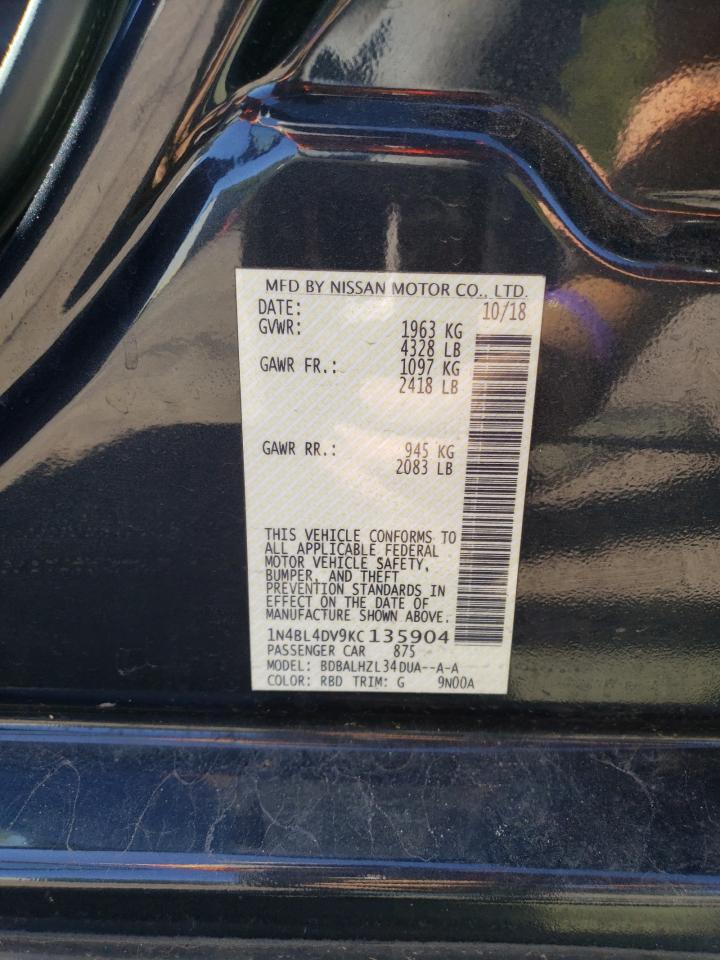 MFD BY NISSAN MOTOR CO., LTD.
DATE: 10/18
GVWR: 1963 KG
4328 LB
GAWR FR.: 1097 KG
2418 LB
GAWR RR.: 945 KG
2083 LB
THIS VEHICLE CONFORMS TO
ALL APPLICABLE FEDERAL
MOTOR VEHICLE SAFETY,
BUMPER, AND THEFT
PREVENTION STANDARDS IN
EFFECT ON THE DATE OF
MANUFACTURE SHOWN ABOVE.
1N4BL4DV9KC135904
PASSENGER CAR 875
MODEL: BDBALHZL34DUA--A-A
COLOR: RBD TRIM: G 9N00A